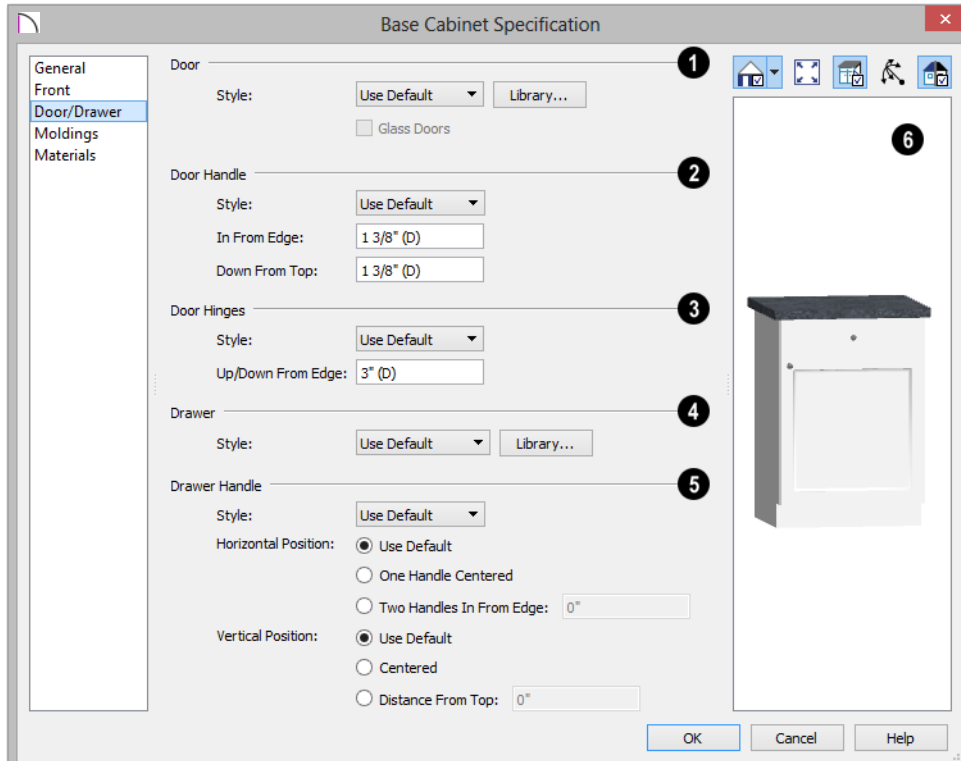 Base Cabinet Specification
General
Front
Door/Drawer
Moldings
Materials
Door 1
Style: Use Default Library...
Glass Doors
Door Handle 2
Style: Use Default
In From Edge: 1 3/8" (D)
Down From Top: 1 3/8" (D)
Door Hinges 3
Style: Use Default
Up/Down From Edge: 3" (D)
Drawer 4
Style: Use Default Library...
Drawer Handle 5
Style: Use Default
Horizontal Position: Use Default
One Handle Centered
Two Handles In From Edge: 0"
Vertical Position: Use Default
Centered
Distance From Top: 0"
6
OK Cancel Help